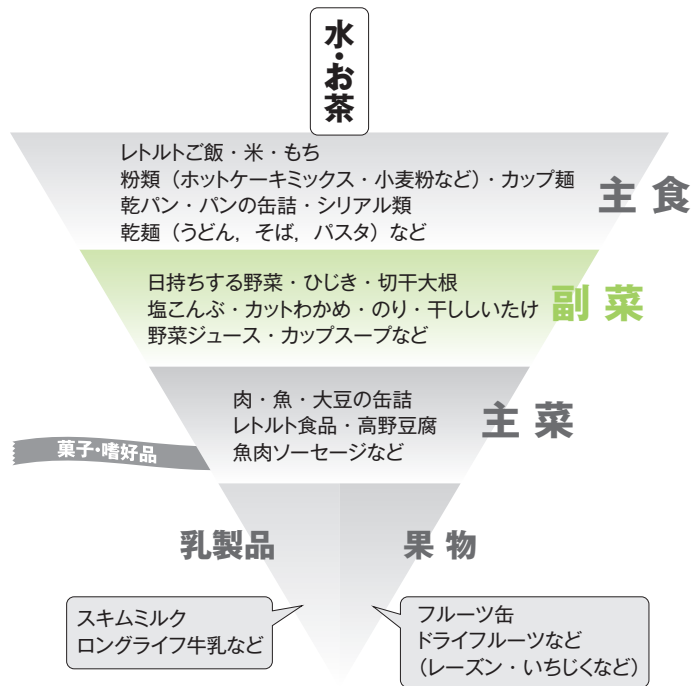 水・お茶
レトルトご飯・米・もち
粉類（ホットケーキミックス・小麦粉など）・カップ麺
乾パン・パンの缶詰・シリアル類
乾麺（うどん，そば，パスタ）など
主食
日持ちする野菜・ひじき・切干大根
塩こんぶ・カットわかめ・のり・干ししいたけ
野菜ジュース・カップスープなど
副菜
肉・魚・大豆の缶詰
レトルト食品・高野豆腐
魚肉ソーセージなど
主菜
菓子・嗜好品
乳製品
果物
スキムミルク
ロングライフ牛乳など
フルーツ缶
ドライフルーツなど
（レーズン・いちじくなど）